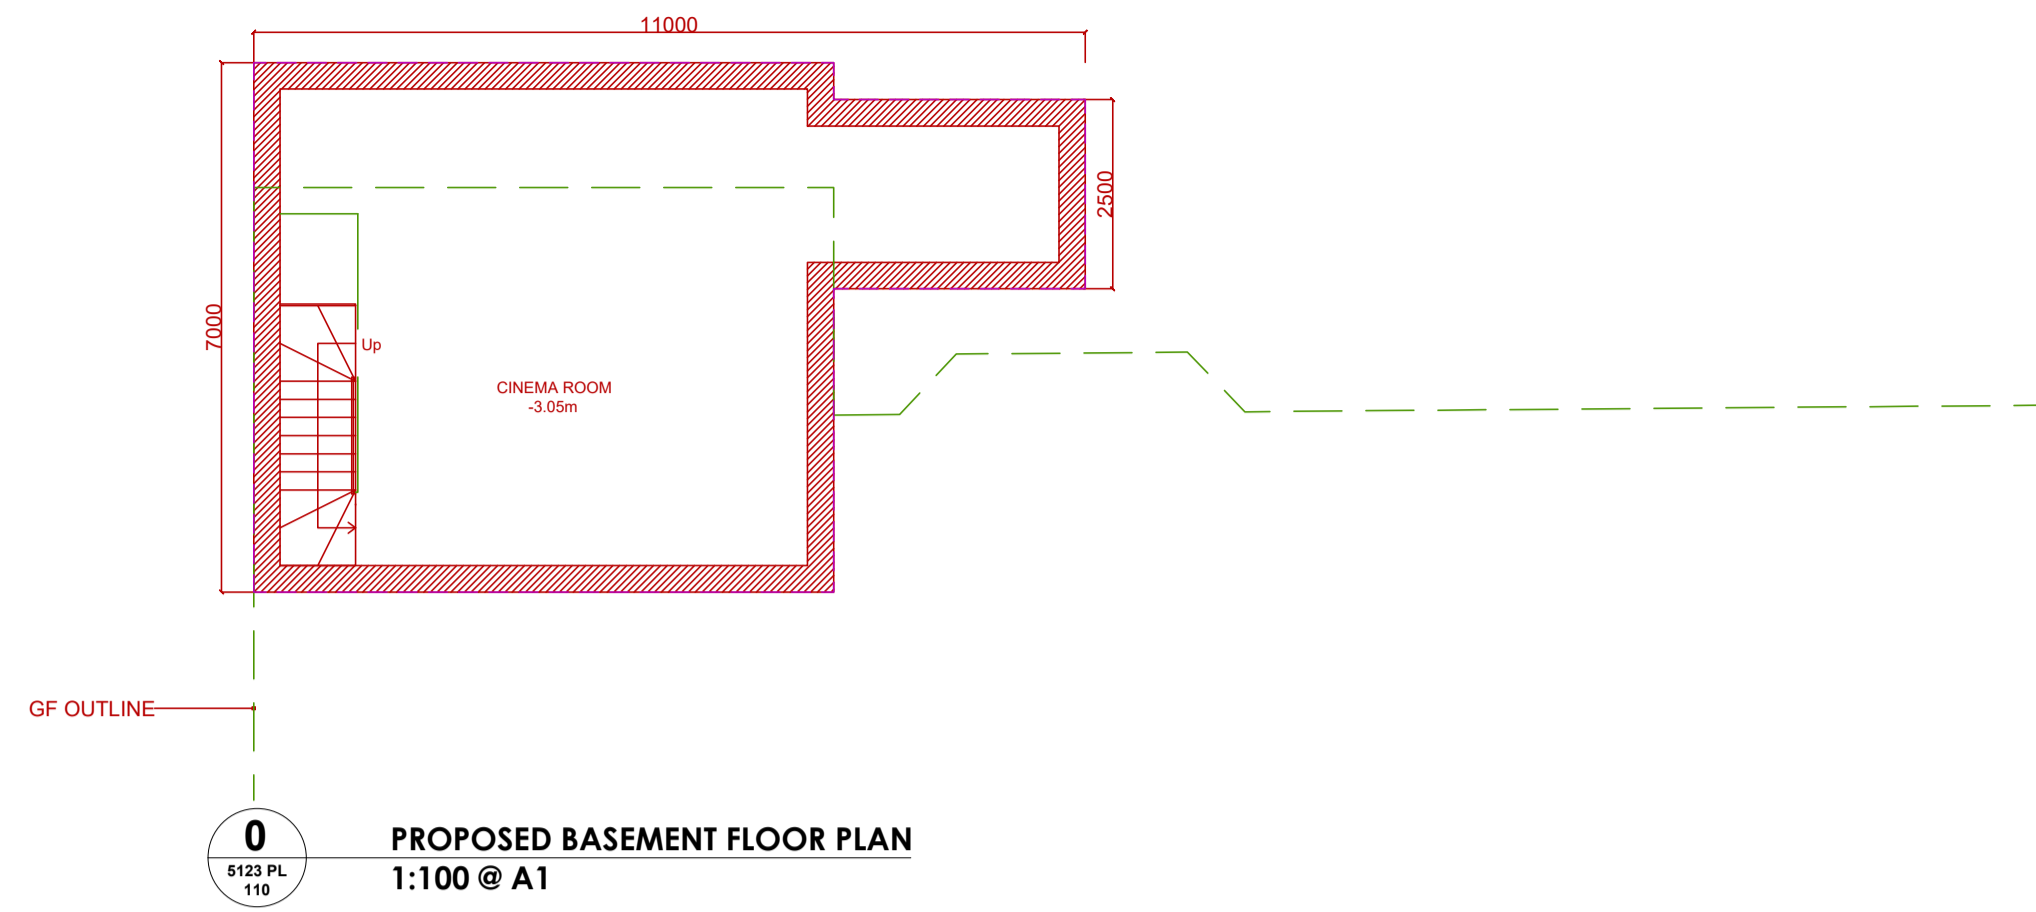 11000
2500
7000
Up
CINEMA ROOM
-3.05m
GF OUTLINE
0
5123 PL
110
PROPOSED BASEMENT FLOOR PLAN
1:100 @ A1